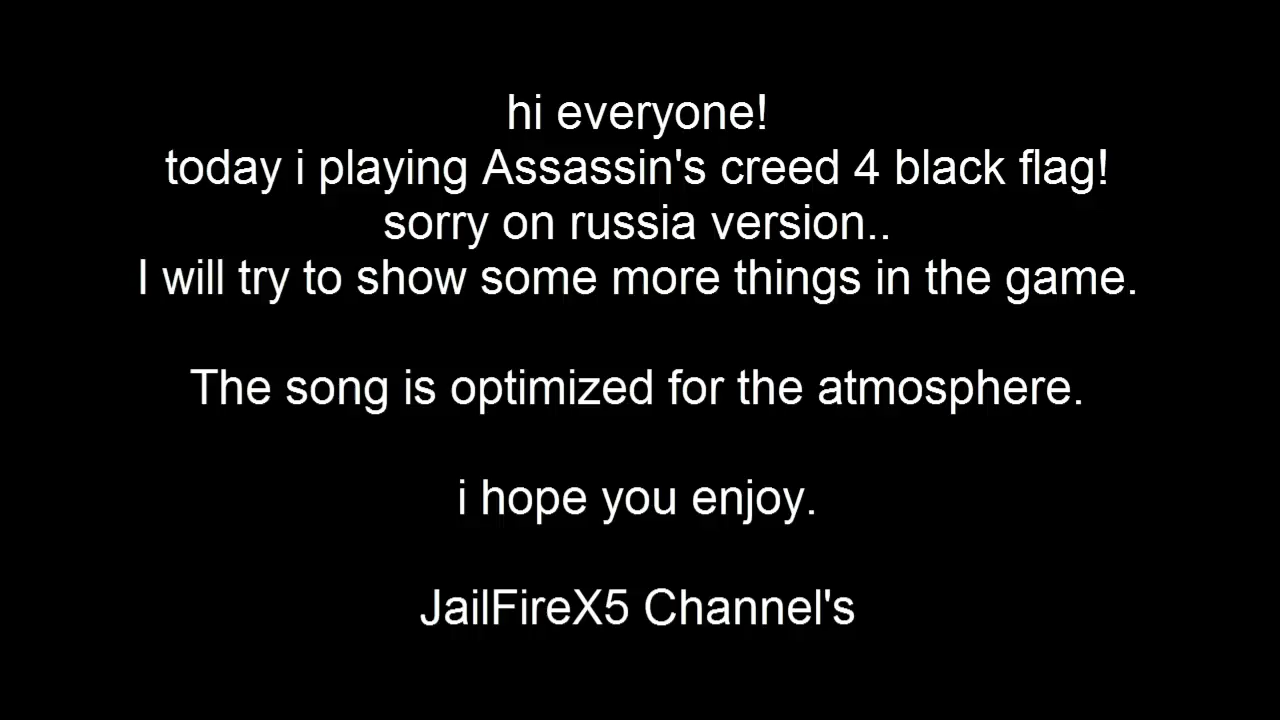 hi everyone!
today i playing Assassin's creed 4 black flag!
sorry on russia version..
I will try to show some more things in the game.
The song is optimized for the atmosphere.
i hope you enjoy.
JailFireX5 Channel's